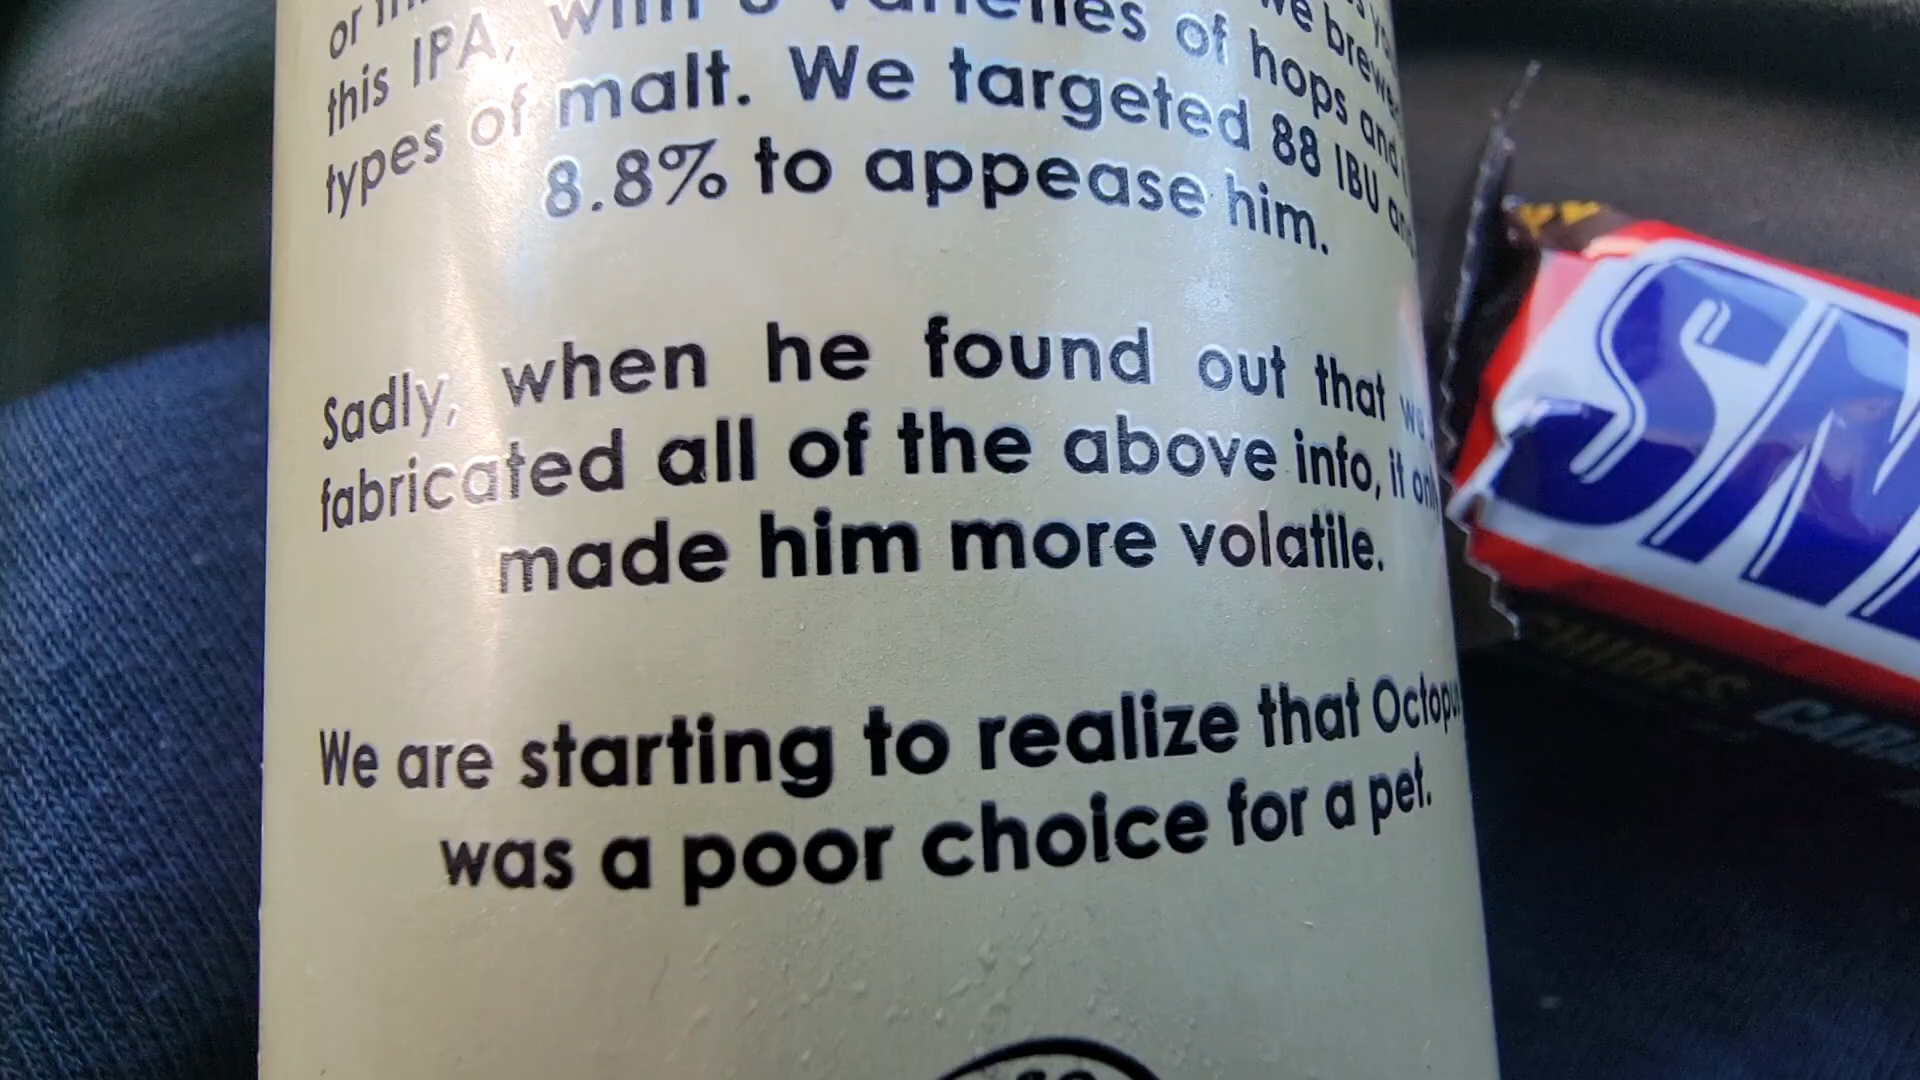 this IPA, with 8 varieties of hops and
types of malt. We targeted 88 IBU and
8.8% to appease him.
Sadly, when he found out that we
fabricated all of the above info, it only
made him more volatile.
We are starting to realize that Octopus
was a poor choice for a pet.
SN